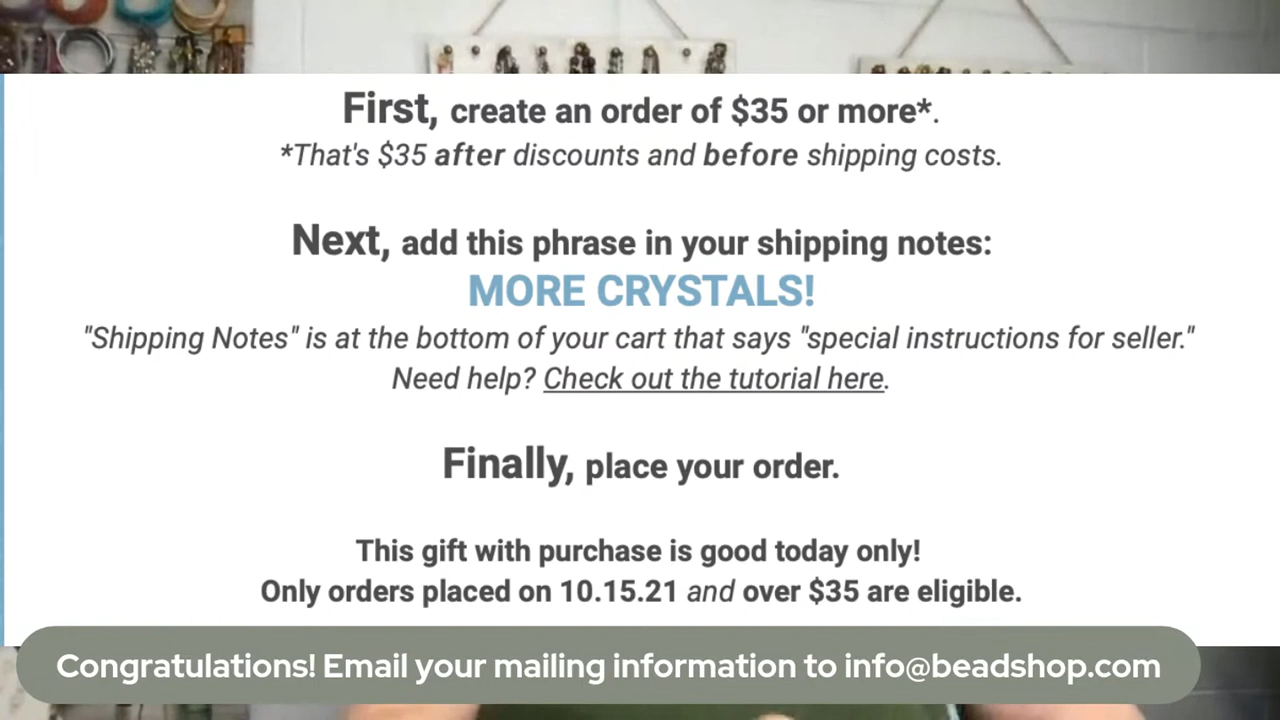 First, create an order of $35 or more*.
*That's $35 after discounts and before shipping costs.
Next, add this phrase in your shipping notes:
MORE CRYSTALS!
"Shipping Notes" is at the bottom of your cart that says "special instructions for seller."
Need help? Check out the tutorial here.
Finally, place your order.
This gift with purchase is good today only!
Only orders placed on 10.15.21 and over $35 are eligible.
Congratulations! Email your mailing information to info@beadshop.com